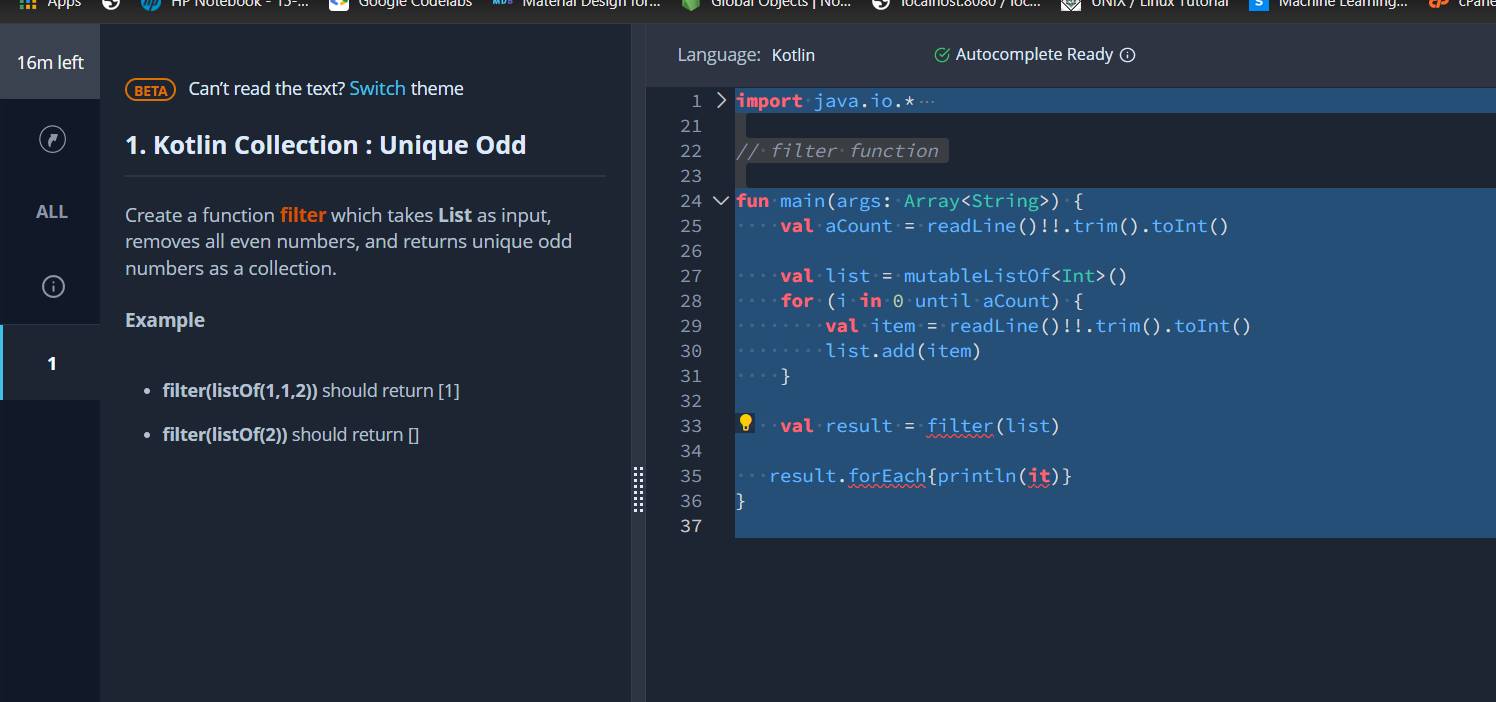 Apps
HP Notebook - 15-...
Google Codelabs
Material Design for...
Global Objects | No...
localhost:8080 / loc...
UNIX / Linux Tutorial
Machine Learning...
cPane
16m left
ALL
1
BETA Can't read the text? Switch theme
1. Kotlin Collection : Unique Odd
Create a function filter which takes List as input,
removes all even numbers, and returns unique odd
numbers as a collection.
Example
• filter(listOf(1,1,2)) should return [1]
• filter(listOf(2)) should return []
Language: Kotlin
Autocomplete Ready
1 import java.io.* ...
21
22 // filter function
23
24 fun main(args: Array<String>) {
25 val aCount = readLine()!!.trim().toInt()
26
27 val list = mutableListOf<Int>()
28 for (i in 0 until aCount) {
29 val item = readLine()!!.trim().toInt()
30 list.add(item)
31 }
32
33 val result = filter(list)
34
35 result.forEach{println(it)}
36 }
37